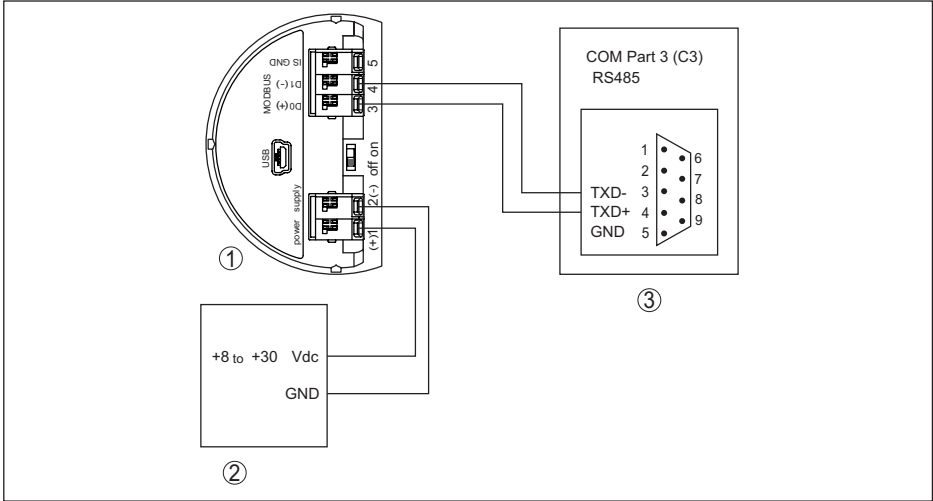 IS GND
5
MODBUS
D1(-)
4
D0(+)
3
USB
off on
power supply
2(-)
(+)1
①
+8 to +30 Vdc
GND
②
COM Part 3 (C3)
RS485
1
6
2
7
TXD- 3
8
TXD+ 4
9
GND 5
③